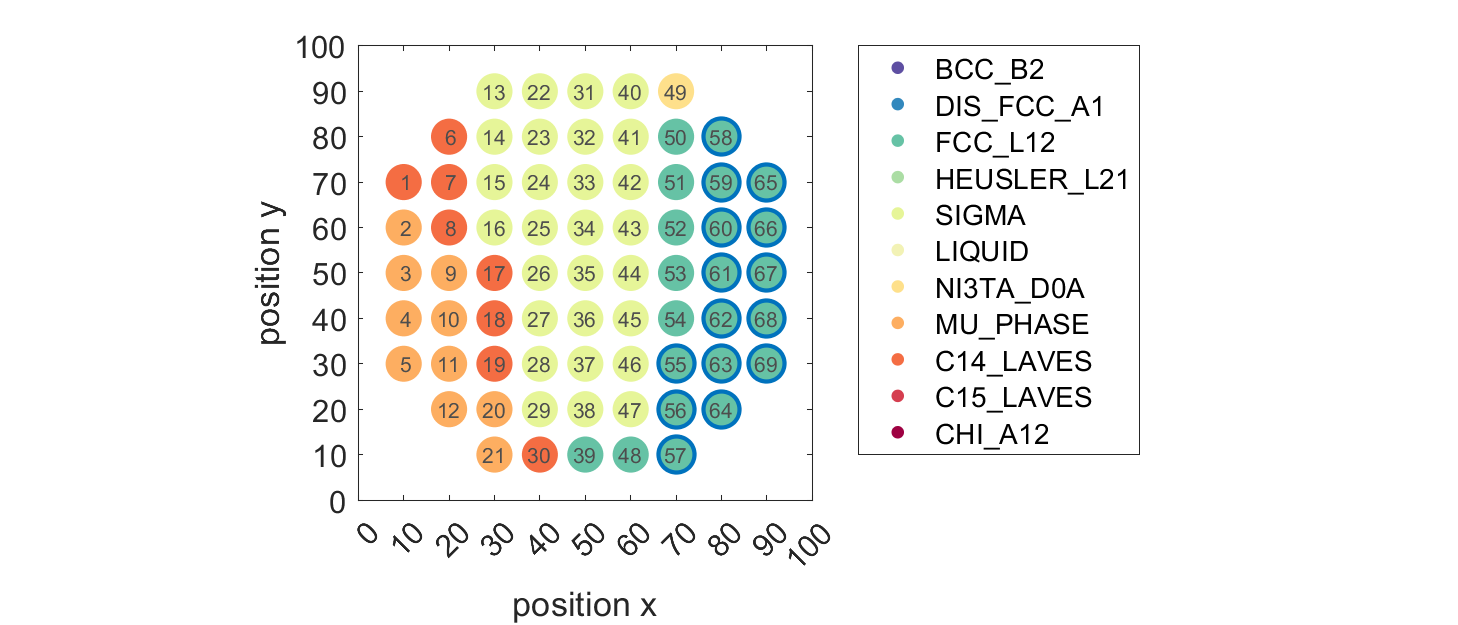 100
90
80
70
60
50
40
30
20
10
0
position y
13 22 31 40 49
6 14 23 32 41 50 58
1 7 15 24 33 42 51 59 65
2 8 16 25 34 43 52 60 66
3 9 17 26 35 44 53 61 67
4 10 18 27 36 45 54 62 68
5 11 19 28 37 46 55 63 69
12 20 29 38 47 56 64
21 30 39 48 57
0 10 20 30 40 50 60 70 80 90 100
position x
BCC_B2
DIS_FCC_A1
FCC_L12
HEUSLER_L21
SIGMA
LIQUID
NI3TA_D0A
MU_PHASE
C14_LAVES
C15_LAVES
CHI_A12